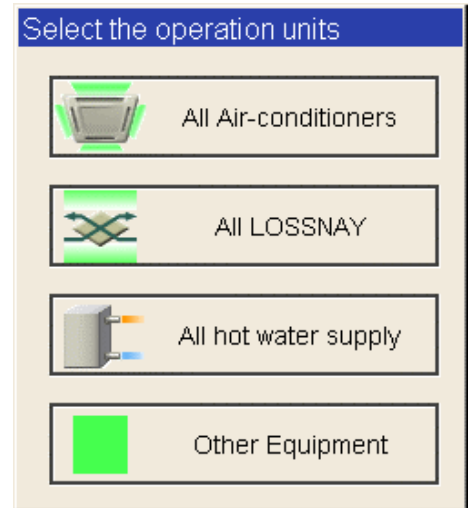 Select the operation units
All Air-conditioners
All LOSSNAY
All hot water supply
Other Equipment